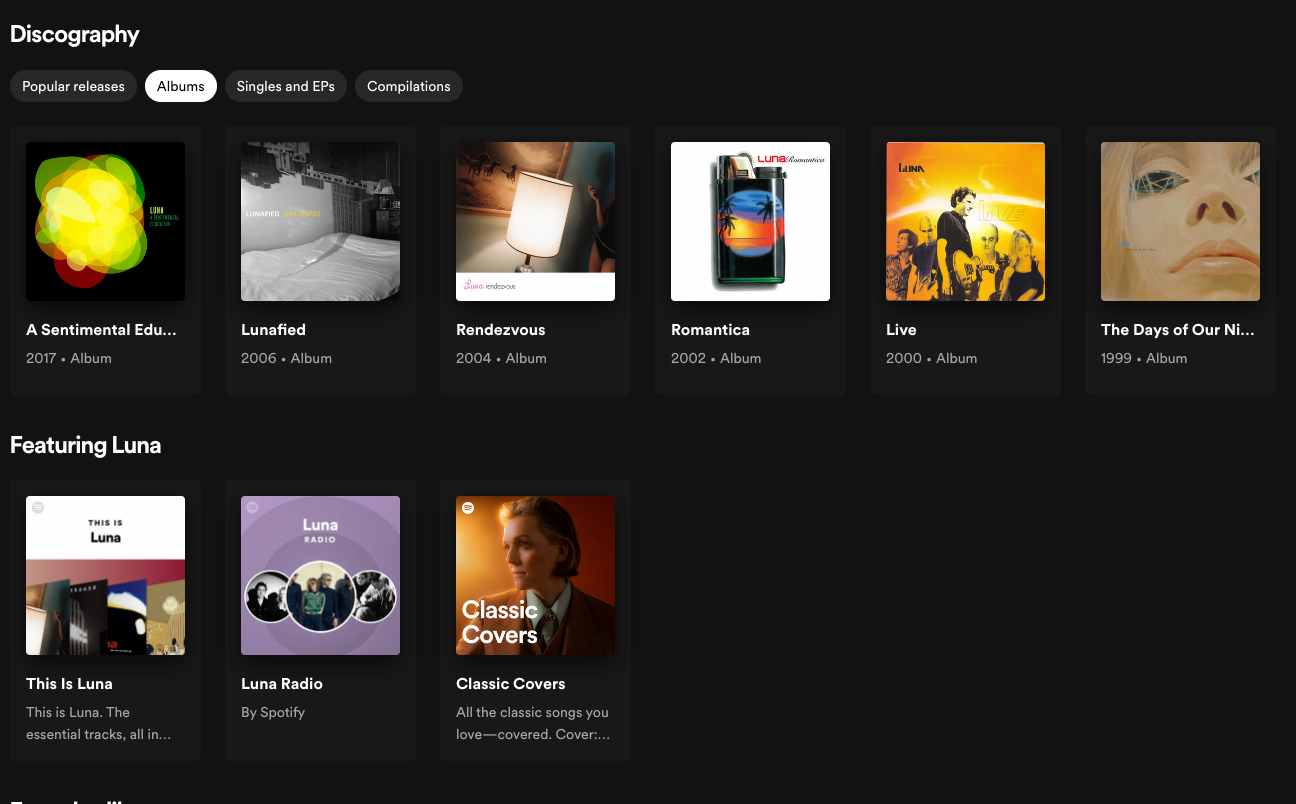 Discography
Popular releases Albums Singles and EPs Compilations
LUNA
A SENTIMENTAL
EDUCATION
LUNAFIED LUNA COVERS
Luna rendezvous
LUNA Romantica
LUNA
LIVE
A Sentimental Edu... Lunafied Rendezvous Romantica Live The Days of Our Ni...
2017 • Album 2006 • Album 2004 • Album 2002 • Album 2000 • Album 1999 • Album
Featuring Luna
THIS IS
Luna
Luna
RADIO
Classic
Covers
This Is Luna Luna Radio Classic Covers
This is Luna. The By Spotify All the classic songs you
essential tracks, all in... love—covered. Cover:...